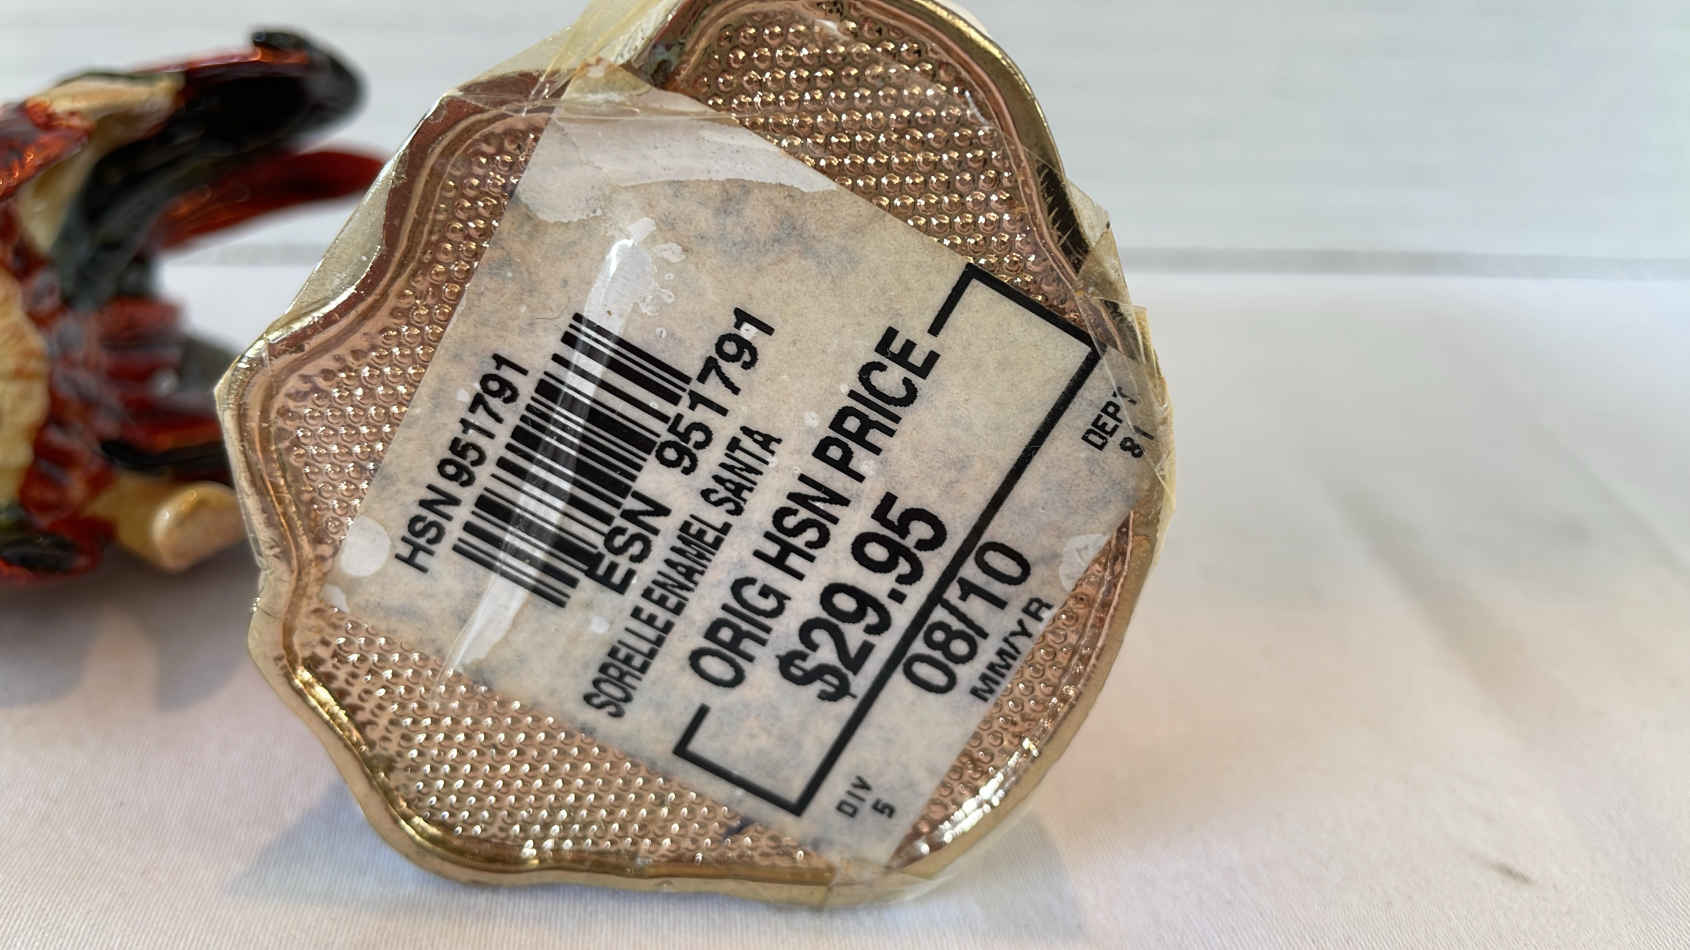 HSN 951791
ESN 951791
SORELLE ENAMEL SANTA
ORIG HSN PRICE
$29.95
08/10
MM/YR
DIV
5
DEPT
81